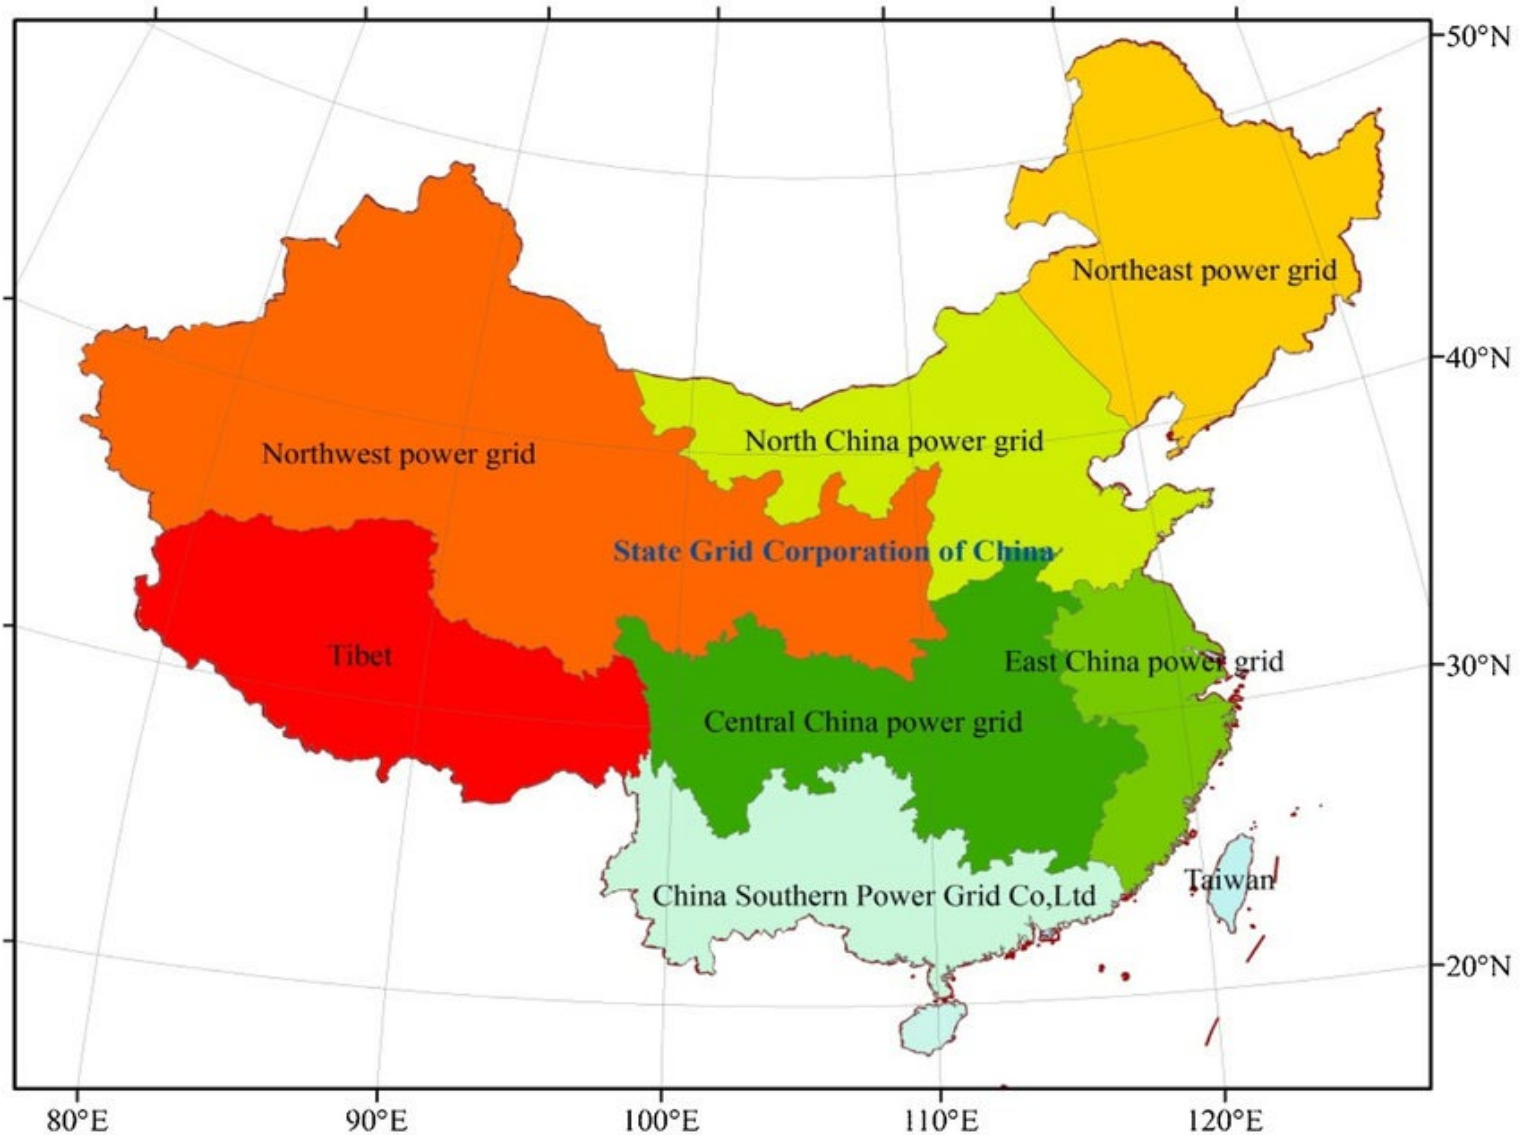 50°N
Northeast power grid
40°N
North China power grid
Northwest power grid
State Grid Corporation of China
Tibet
East China power grid
30°N
Central China power grid
Taiwan
China Southern Power Grid Co,Ltd
20°N
80°E
90°E
100°E
110°E
120°E